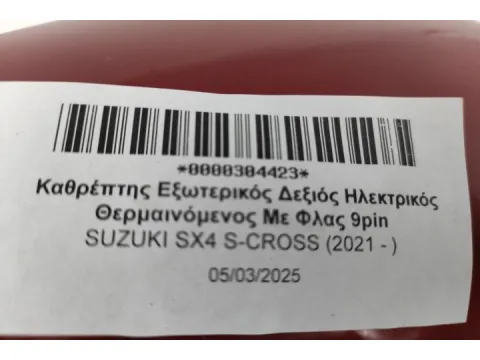 *0000304423*
Καθρέπτης Εξωτερικός Δεξιός Ηλεκτρικός
Θερμαινόμενος Με Φλας 9pin
SUZUKI SX4 S-CROSS (2021 - )
05/03/2025